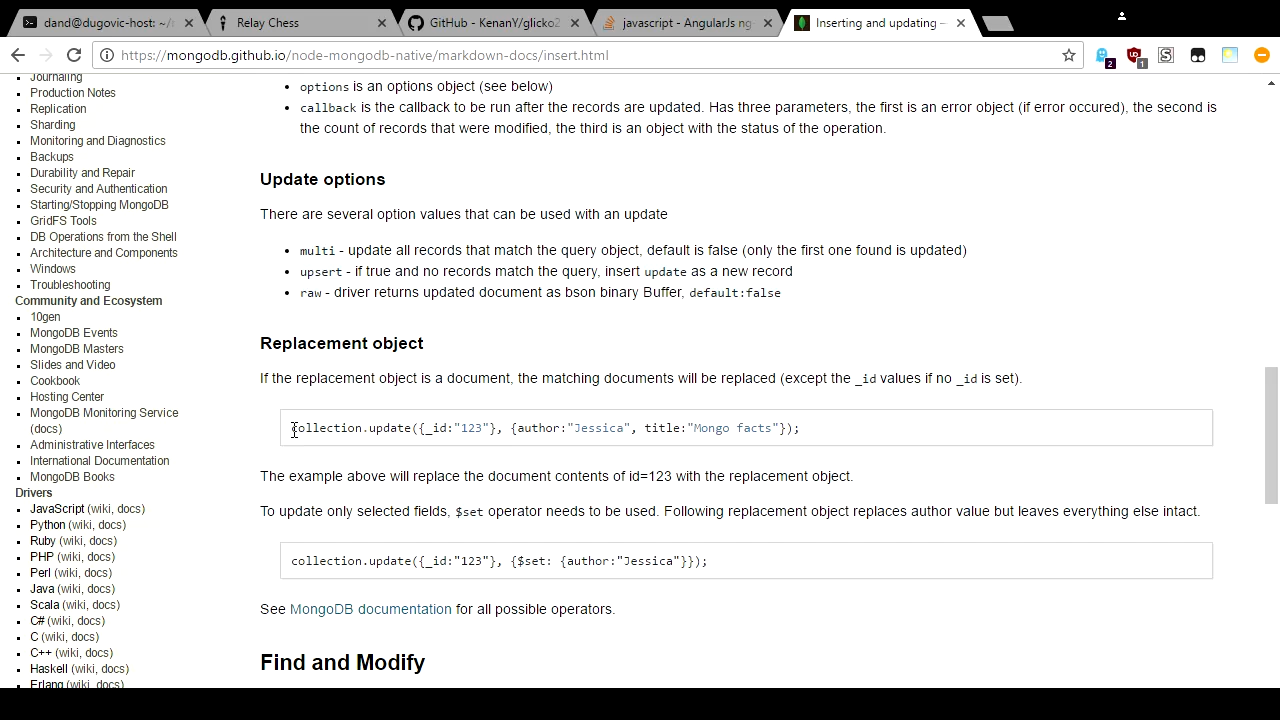 dand@dugovic-host: ~/r
Relay Chess
GitHub - KenanY/glicko2
javascript - AngularJs ng-
Inserting and updating —
https://mongodb.github.io/node-mongodb-native/markdown-docs/insert.html
2
1
Journaling
Production Notes
Replication
Sharding
Monitoring and Diagnostics
Backups
Durability and Repair
Security and Authentication
Starting/Stopping MongoDB
GridFS Tools
DB Operations from the Shell
Architecture and Components
Windows
Troubleshooting
Community and Ecosystem
10gen
MongoDB Events
MongoDB Masters
Slides and Video
Cookbook
Hosting Center
MongoDB Monitoring Service
(docs)
Administrative Interfaces
International Documentation
MongoDB Books
Drivers
JavaScript (wiki, docs)
Python (wiki, docs)
Ruby (wiki, docs)
PHP (wiki, docs)
Perl (wiki, docs)
Java (wiki, docs)
Scala (wiki, docs)
C# (wiki, docs)
C (wiki, docs)
C++ (wiki, docs)
Haskell (wiki, docs)
Erlang (wiki, docs)
options is an options object (see below)
callback is the callback to be run after the records are updated. Has three parameters, the first is an error object (if error occured), the second is
the count of records that were modified, the third is an object with the status of the operation.
Update options
There are several option values that can be used with an update
multi - update all records that match the query object, default is false (only the first one found is updated)
upsert - if true and no records match the query, insert update as a new record
raw - driver returns updated document as bson binary Buffer, default:false
Replacement object
If the replacement object is a document, the matching documents will be replaced (except the _id values if no _id is set).
collection.update({_id:"123"}, {author:"Jessica", title:"Mongo facts"});
The example above will replace the document contents of id=123 with the replacement object.
To update only selected fields, $set operator needs to be used. Following replacement object replaces author value but leaves everything else intact.
collection.update({_id:"123"}, {$set: {author:"Jessica"}});
See MongoDB documentation for all possible operators.
Find and Modify